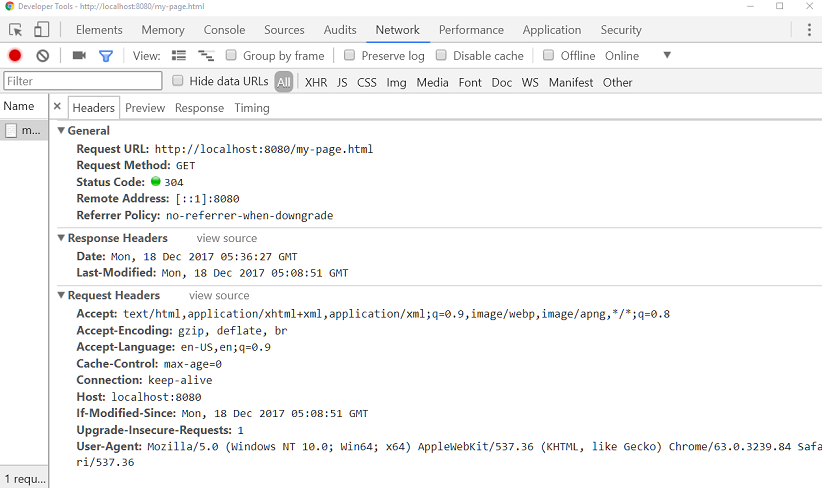 Developer Tools - http://localhost:8080/my-page.html
Elements Memory Console Sources Audits Network Performance Application Security
View: Group by frame Preserve log Disable cache Offline Online
Filter Hide data URLs All XHR JS CSS Img Media Font Doc WS Manifest Other
Name × Headers Preview Response Timing
m...
General
Request URL: http://localhost:8080/my-page.html
Request Method: GET
Status Code: 304
Remote Address: [::1]:8080
Referrer Policy: no-referrer-when-downgrade
Response Headers view source
Date: Mon, 18 Dec 2017 05:36:27 GMT
Last-Modified: Mon, 18 Dec 2017 05:08:51 GMT
Request Headers view source
Accept: text/html,application/xhtml+xml,application/xml;q=0.9,image/webp,image/apng,*/*;q=0.8
Accept-Encoding: gzip, deflate, br
Accept-Language: en-US,en;q=0.9
Cache-Control: max-age=0
Connection: keep-alive
Host: localhost:8080
If-Modified-Since: Mon, 18 Dec 2017 05:08:51 GMT
Upgrade-Insecure-Requests: 1
User-Agent: Mozilla/5.0 (Windows NT 10.0; Win64; x64) AppleWebKit/537.36 (KHTML, like Gecko) Chrome/63.0.3239.84 Safa
ri/537.36
1 requ...